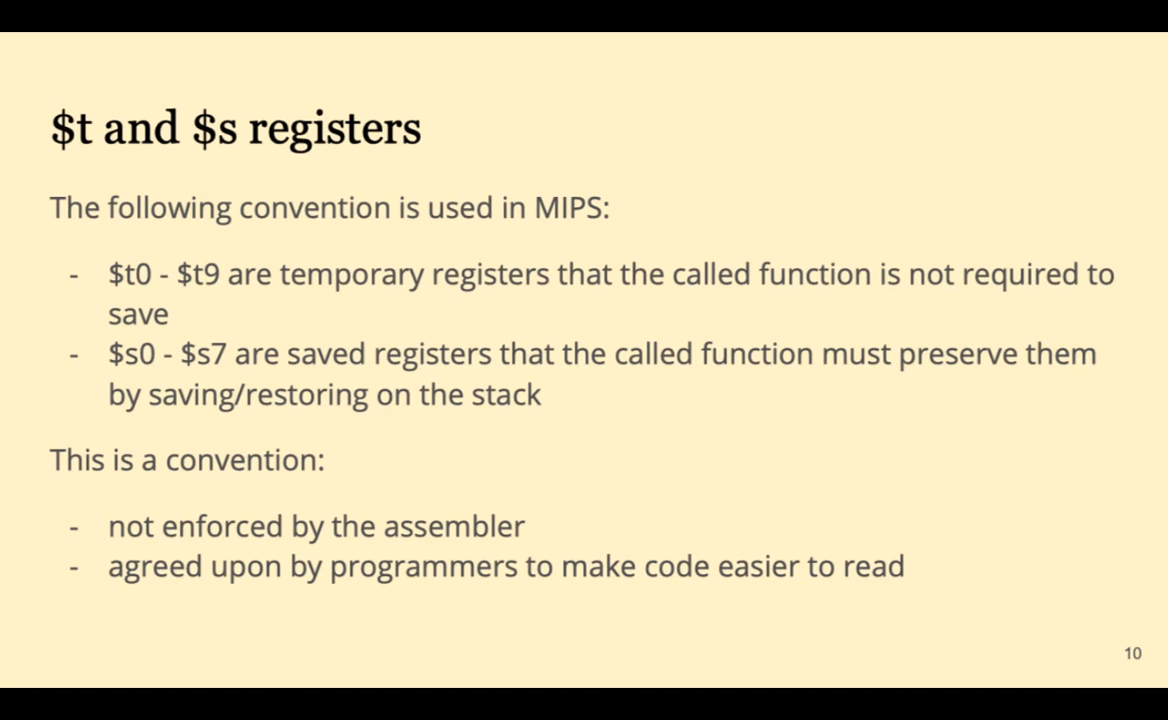 $t and $s registers
The following convention is used in MIPS:
- $t0 - $t9 are temporary registers that the called function is not required to
save
- $s0 - $s7 are saved registers that the called function must preserve them
by saving/restoring on the stack
This is a convention:
- not enforced by the assembler
- agreed upon by programmers to make code easier to read
10